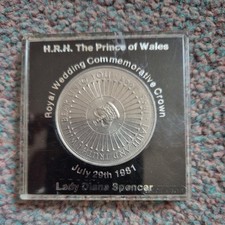 H.R.H. The Prince of Wales
Royal Wedding Commemorative Crown
July 29th 1981
Lady Diana Spencer